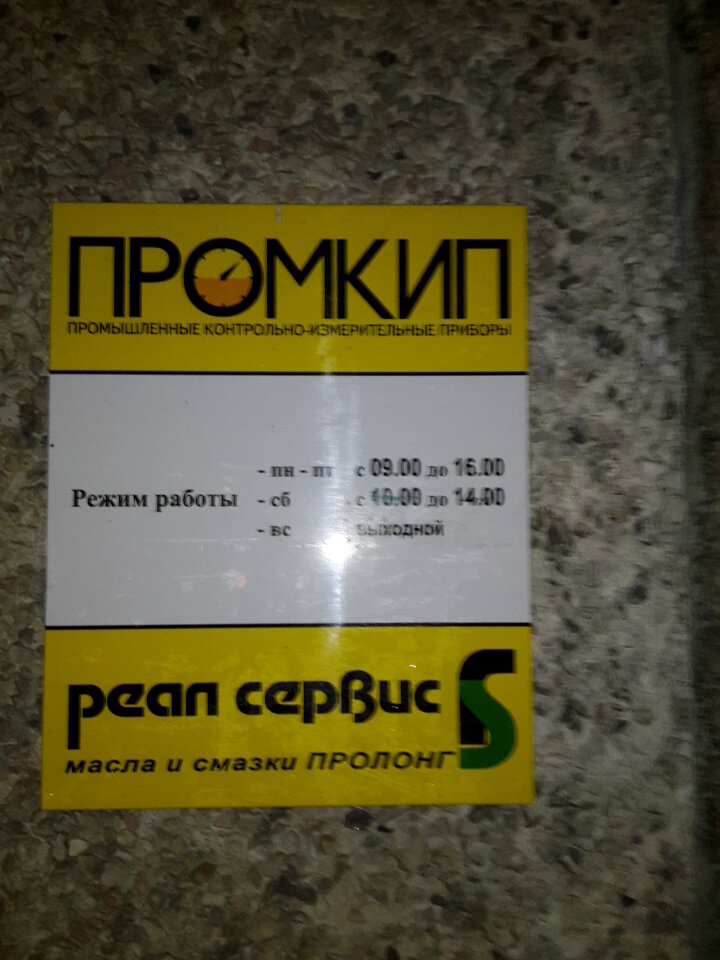 ПРОМКИП
ПРОМЫШЛЕННЫЕ КОНТРОЛЬНО-ИЗМЕРИТЕЛЬНЫЕ ПРИБОРЫ
- пн - пт с 09.00 до 16.00
Режим работы - сб с 10.00 до 14.00
- вс выходной
реал сервис
масла и смазки ПРОЛОНГ